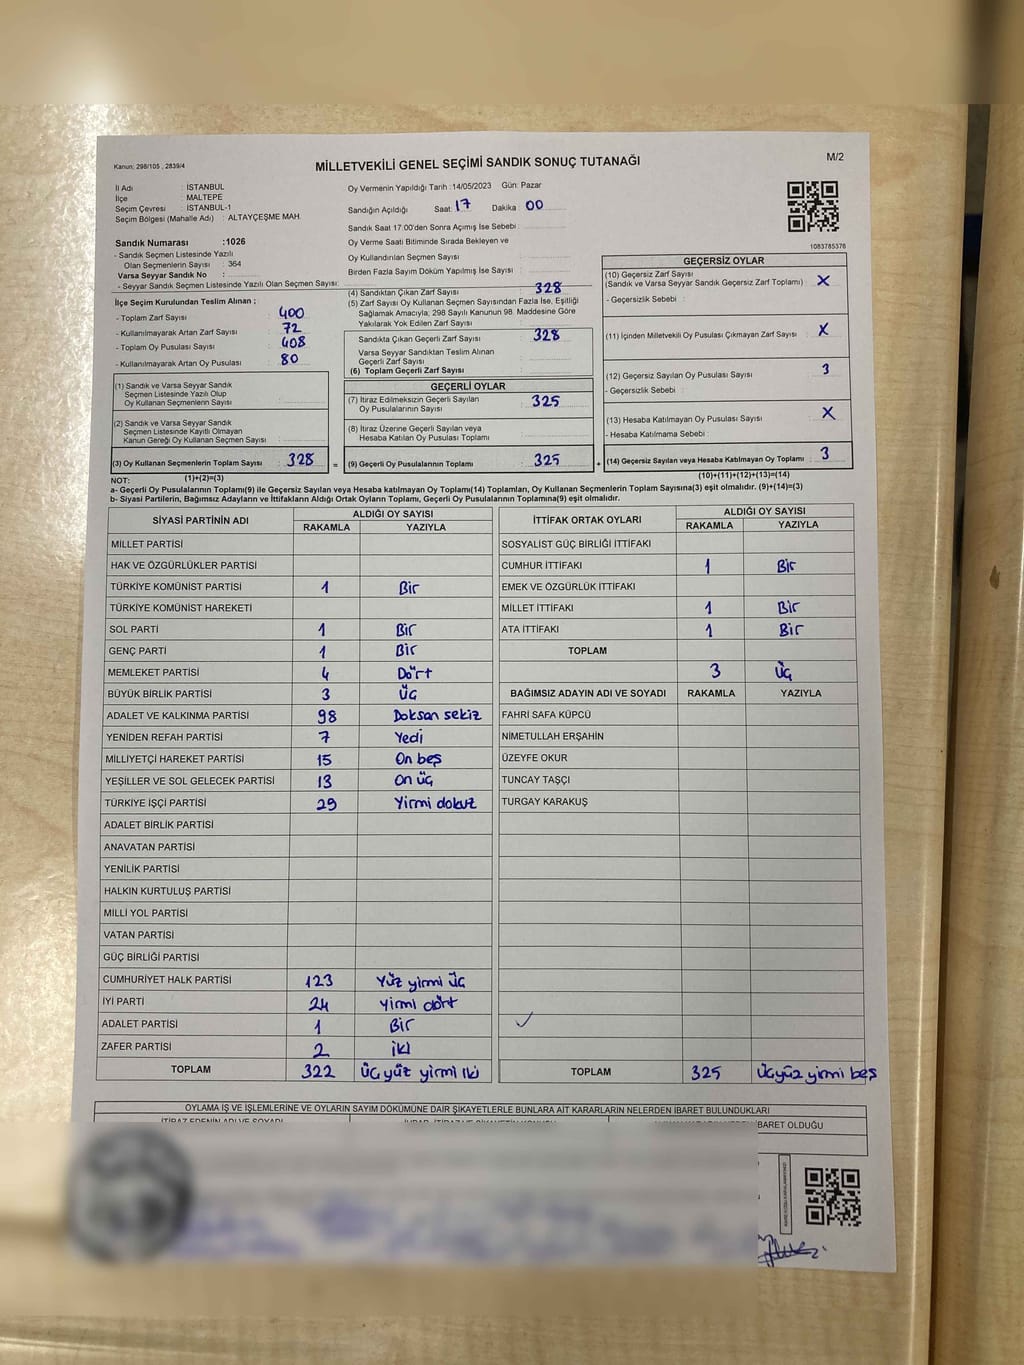 Kanun: 298/105 , 2839/4
MİLLETVEKİLİ GENEL SEÇİMİ SANDIK SONUÇ TUTANAĞI
M/2
İl Adı : İSTANBUL
İlçe : MALTEPE
Seçim Çevresi : İSTANBUL-1
Seçim Bölgesi (Mahalle Adı) : ALTAYÇEŞME MAH.
Sandık Numarası :1026
- Sandık Seçmen Listesinde Yazılı
Olan Seçmenlerin Sayısı : 364
Varsa Seyyar Sandık No :
- Seyyar Sandık Seçmen Listesinde Yazılı Olan Seçmen Sayısı:
Oy Vermenin Yapıldığı Tarih :14/05/2023 Gün: Pazar
Sandığın Açıldığı Saat: 17 Dakika 00
Sandık Saat 17:00'den Sonra Açımış İse Sebebi :
Oy Verme Saati Bitiminde Sırada Bekleyen ve
Oy Kullandırılan Seçmen Sayısı :
Birden Fazla Sayım Döküm Yapılmış İse Sayısı :
1083785376
İlçe Seçim Kurulundan Teslim Alınan ;
- Toplam Zarf Sayısı : 400
- Kullanılmayarak Artan Zarf Sayısı : 72
- Toplam Oy Pusulası Sayısı : 408
- Kullanılmayarak Artan Oy Pusulası : 80
(1) Sandık ve Varsa Seyyar Sandık
Seçmen Listesinde Yazılı Olup
Oy Kullanan Seçmenlerin Sayısı :
(2) Sandık ve Varsa Seyyar Sandık
Seçmen Listesinde Kayıtlı Olmayan
Kanun Gereği Oy Kullanan Seçmen Sayısı :
(3) Oy Kullanan Seçmenlerin Toplam Sayısı : 328
(4) Sandıktan Çıkan Zarf Sayısı : 328
(5) Zarf Sayısı Oy Kullanan Seçmen Sayısından Fazla İse, Eşitliği
Sağlamak Amacıyla, 298 Sayılı Kanunun 98. Maddesine Göre
Yakılarak Yok Edilen Zarf Sayısı :
Sandıkta Çıkan Geçerli Zarf Sayısı : 328
Varsa Seyyar Sandıktan Teslim Alınan
Geçerli Zarf Sayısı :
(6) Toplam Geçerli Zarf Sayısı :
GEÇERLİ OYLAR
(7) İtiraz Edilmeksizin Geçerli Sayılan
Oy Pusulalarının Sayısı : 325
(8) İtiraz Üzerine Geçerli Sayılan veya
Hesaba Katılan Oy Pusulası Toplamı :
= (9) Geçerli Oy Pusulalarının Toplamı : 325 +
GEÇERSİZ OYLAR
(10) Geçersiz Zarf Sayısı
(Sandık ve Varsa Seyyar Sandık Geçersiz Zarf Toplamı) : X
- Geçersizlik Sebebi :
(11) İçinden Milletvekili Oy Pusulası Çıkmayan Zarf Sayısı : X
(12) Geçersiz Sayılan Oy Pusulası Sayısı : 3
- Geçersizlik Sebebi :
(13) Hesaba Katılmayan Oy Pusulası Sayısı : X
- Hesaba Katılmama Sebebi :
(14) Geçersiz Sayılan veya Hesaba Katılmayan Oy Toplamı : 3
NOT: (1)+(2)=(3)
(10)+(11)+(12)+(13)=(14)
a- Geçerli Oy Pusulalarının Toplamı(9) ile Geçersiz Sayılan veya Hesaba katılmayan Oy Toplamı(14) Toplamları, Oy Kullanan Seçmenlerin Toplam Sayısına(3) eşit olmalıdır. (9)+(14)=(3)
b- Siyasi Partilerin, Bağımsız Adayların ve İttifakların Aldığı Ortak Oyların Toplamı, Geçerli Oy Pusulalarının Toplamına(9) eşit olmalıdır.
SİYASİ PARTİNİN ADI ALDIĞI OY SAYISI
RAKAMLA YAZIYLA
MİLLET PARTİSİ
HAK VE ÖZGÜRLÜKLER PARTİSİ
TÜRKİYE KOMÜNİST PARTİSİ 1 Bir
TÜRKİYE KOMÜNİST HAREKETİ
SOL PARTİ 1 Bir
GENÇ PARTİ 1 Bir
MEMLEKET PARTİSİ 4 Dört
BÜYÜK BİRLİK PARTİSİ 3 Üç
ADALET VE KALKINMA PARTİSİ 98 Doksan sekiz
YENİDEN REFAH PARTİSİ 7 Yedi
MİLLİYETÇİ HAREKET PARTİSİ 15 On beş
YEŞİLLER VE SOL GELECEK PARTİSİ 13 On üç
TÜRKİYE İŞÇİ PARTİSİ 29 Yirmi dokuz
ADALET BİRLİK PARTİSİ
ANAVATAN PARTİSİ
YENİLİK PARTİSİ
HALKIN KURTULUŞ PARTİSİ
MİLLİ YOL PARTİSİ
VATAN PARTİSİ
GÜÇ BİRLİĞİ PARTİSİ
CUMHURİYET HALK PARTİSİ 123 Yüz yirmi üç
İYİ PARTİ 24 Yirmi dört
ADALET PARTİSİ 1 Bir
ZAFER PARTİSİ 2 iki
TOPLAM 322 Üç yüz yirmi iki
İTTİFAK ORTAK OYLARI ALDIĞI OY SAYISI
RAKAMLA YAZIYLA
SOSYALİST GÜÇ BİRLİĞİ İTTİFAKI
CUMHUR İTTİFAKI 1 Bir
EMEK VE ÖZGÜRLÜK İTTİFAKI
MİLLET İTTİFAKI 1 Bir
ATA İTTİFAKI 1 Bir
TOPLAM
3 Üç
BAĞIMSIZ ADAYIN ADI VE SOYADI RAKAMLA YAZIYLA
FAHRİ SAFA KÜPCÜ
NİMETULLAH ERŞAHİN
ÜZEYFE OKUR
TUNCAY TAŞÇI
TURGAY KARAKUŞ
TOPLAM 325 Üçyüz yirmi beş
OYLAMA İŞ VE İŞLEMLERİNE VE OYLARIN SAYIM DÖKÜMÜNE DAİR ŞİKAYETLERLE BUNLARA AİT KARARLARIN NELERDEN İBARET BULUNDUKLARI
İTİRAZ EDENİN ADI VE SOYADI
İBARET OLDUĞU